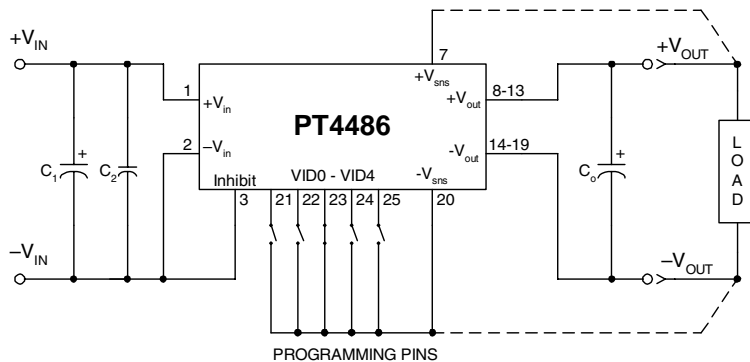 +V_IN
7
+V_OUT
+V_sns
1
+V_in
+V_out
8-13
PT4486
2
–V_in
-V_out
14-19
C_1
+
C_2
C_o
+
LOAD
Inhibit
VID0 - VID4
-V_sns
3
21
22
23
24
25
20
–V_IN
–V_OUT
PROGRAMMING PINS